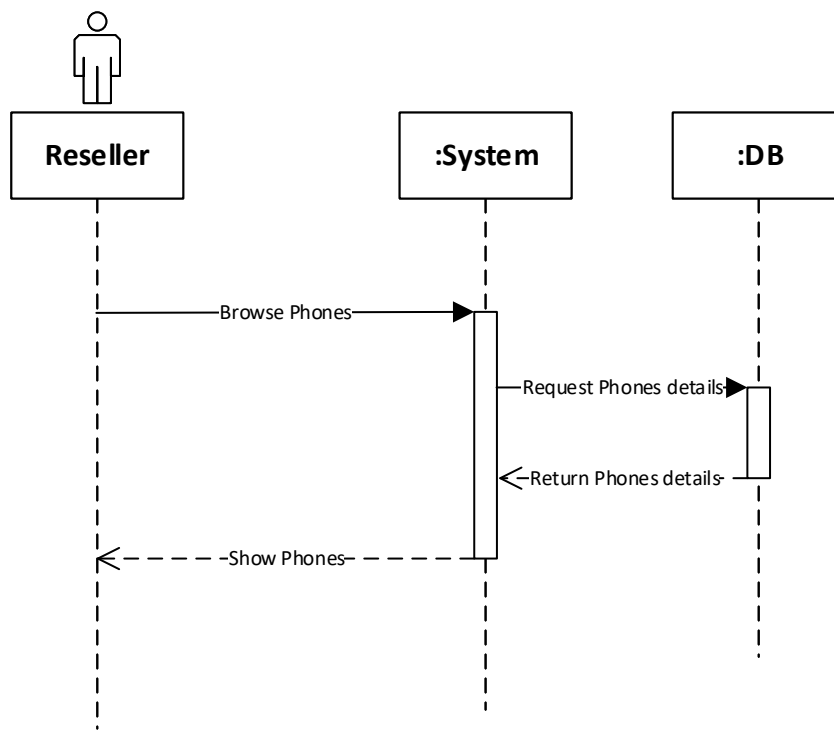 Reseller
:System
:DB
Browse Phones
Request Phones details
Return Phones details
Show Phones